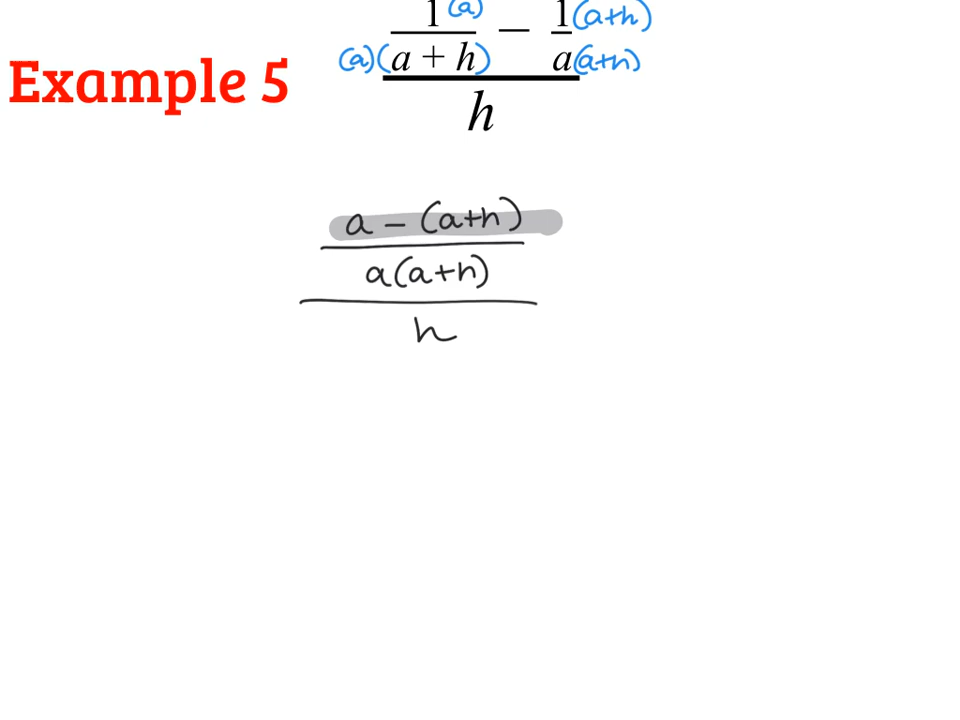 1(a) − 1(a+h)
(a)(a + h) a(a+h)
Example 5
h
a − (a+h)
a(a+h)
h